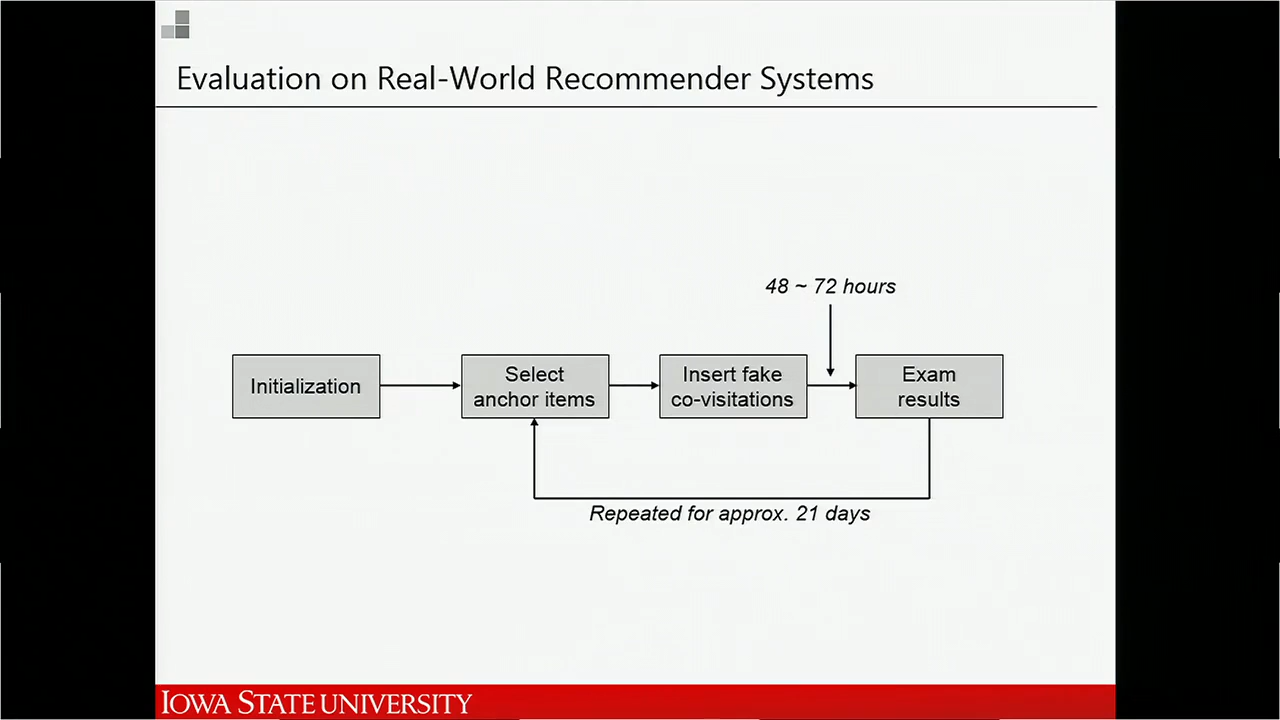 Evaluation on Real-World Recommender Systems
48 ~ 72 hours
Initialization
Select
anchor items
Insert fake
co-visitations
Exam
results
Repeated for approx. 21 days
IOWA STATE UNIVERSITY